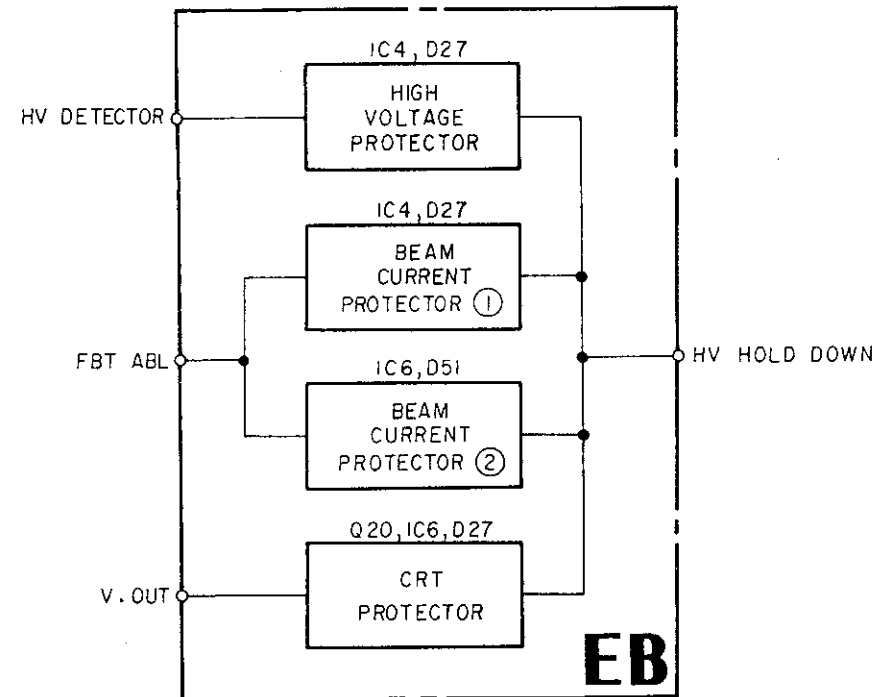 IC4, D27
HIGH
VOLTAGE
PROTECTOR
HV DETECTOR
IC4, D27
BEAM
CURRENT
PROTECTOR ①
FBT ABL
HV HOLD DOWN
IC6, D51
BEAM
CURRENT
PROTECTOR ②
Q20, IC6, D27
CRT
PROTECTOR
V.OUT
EB